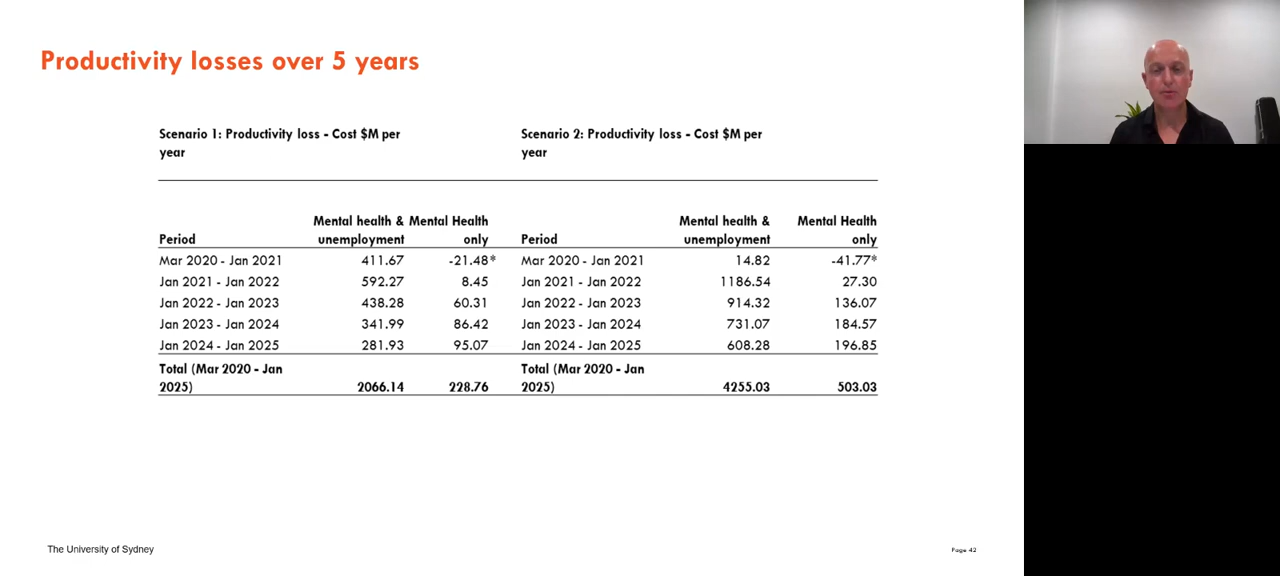 Productivity losses over 5 years
Scenario 1: Productivity loss - Cost $M per
year
Scenario 2: Productivity loss - Cost $M per
year
Mental health & Mental Health Mental health & Mental Health
Period unemployment only Period unemployment only
Mar 2020 - Jan 2021 411.67 -21.48* Mar 2020 - Jan 2021 14.82 -41.77*
Jan 2021 - Jan 2022 592.27 8.45 Jan 2021 - Jan 2022 1186.54 27.30
Jan 2022 - Jan 2023 438.28 60.31 Jan 2022 - Jan 2023 914.32 136.07
Jan 2023 - Jan 2024 341.99 86.42 Jan 2023 - Jan 2024 731.07 184.57
Jan 2024 - Jan 2025 281.93 95.07 Jan 2024 - Jan 2025 608.28 196.85
Total (Mar 2020 - Jan Total (Mar 2020 - Jan
2025) 2066.14 228.76 2025) 4255.03 503.03
The University of Sydney
Page 42